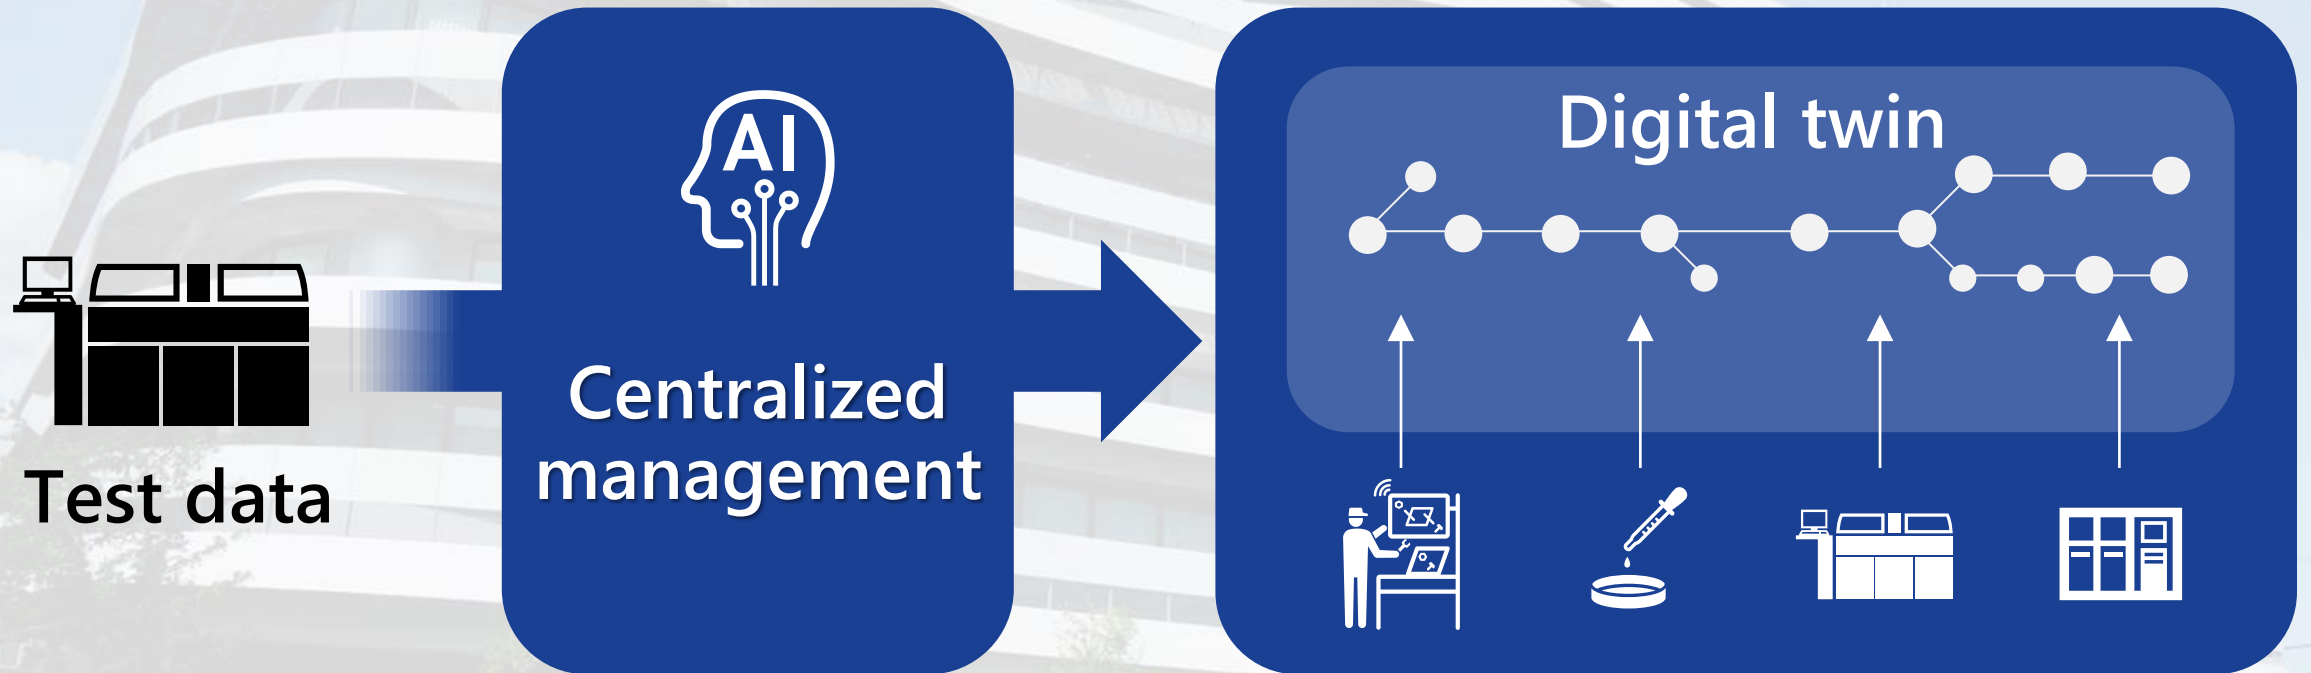 Test data
AI
Centralized
management
Digital twin